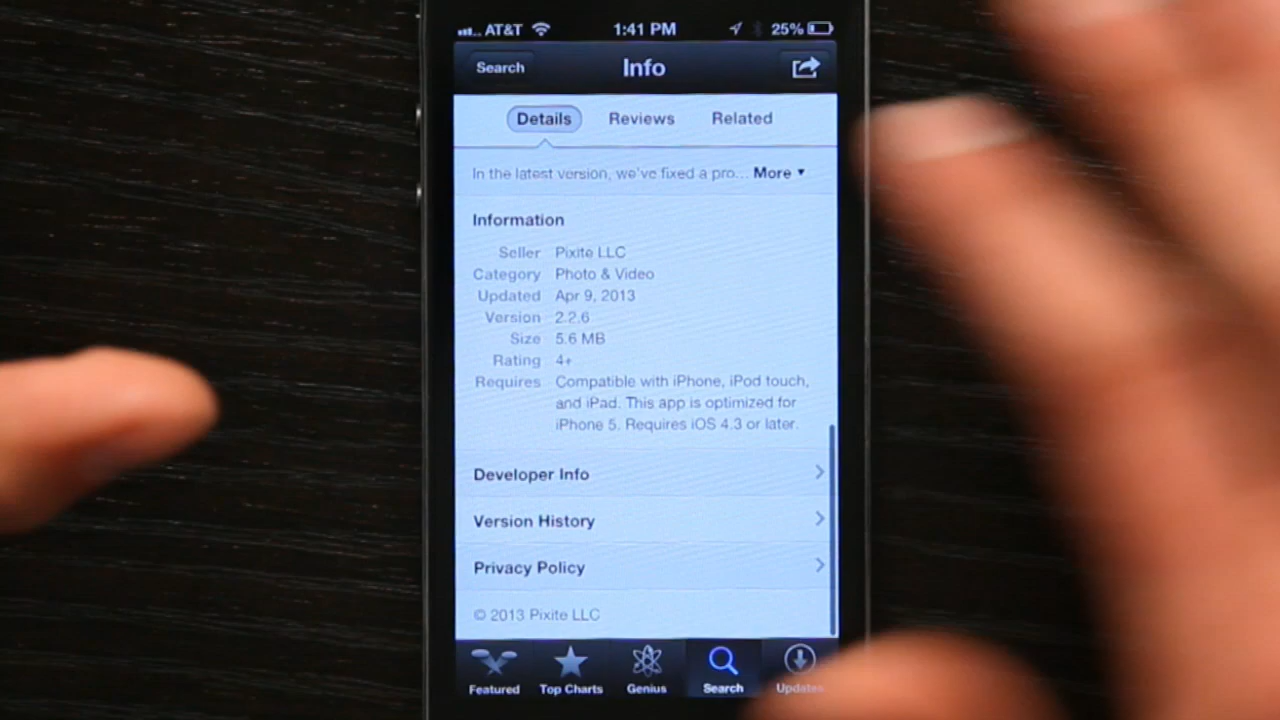 AT&T 1:41 PM 25%
Search Info
Details Reviews Related
In the latest version, we've fixed a pro... More
Information
Seller Pixite LLC
Category Photo & Video
Updated Apr 9, 2013
Version 2.2.6
Size 5.6 MB
Rating 4+
Requires Compatible with iPhone, iPod touch,
and iPad. This app is optimized for
iPhone 5. Requires iOS 4.3 or later.
Developer Info
Version History
Privacy Policy
© 2013 Pixite LLC
Featured Top Charts Genius Search Updates